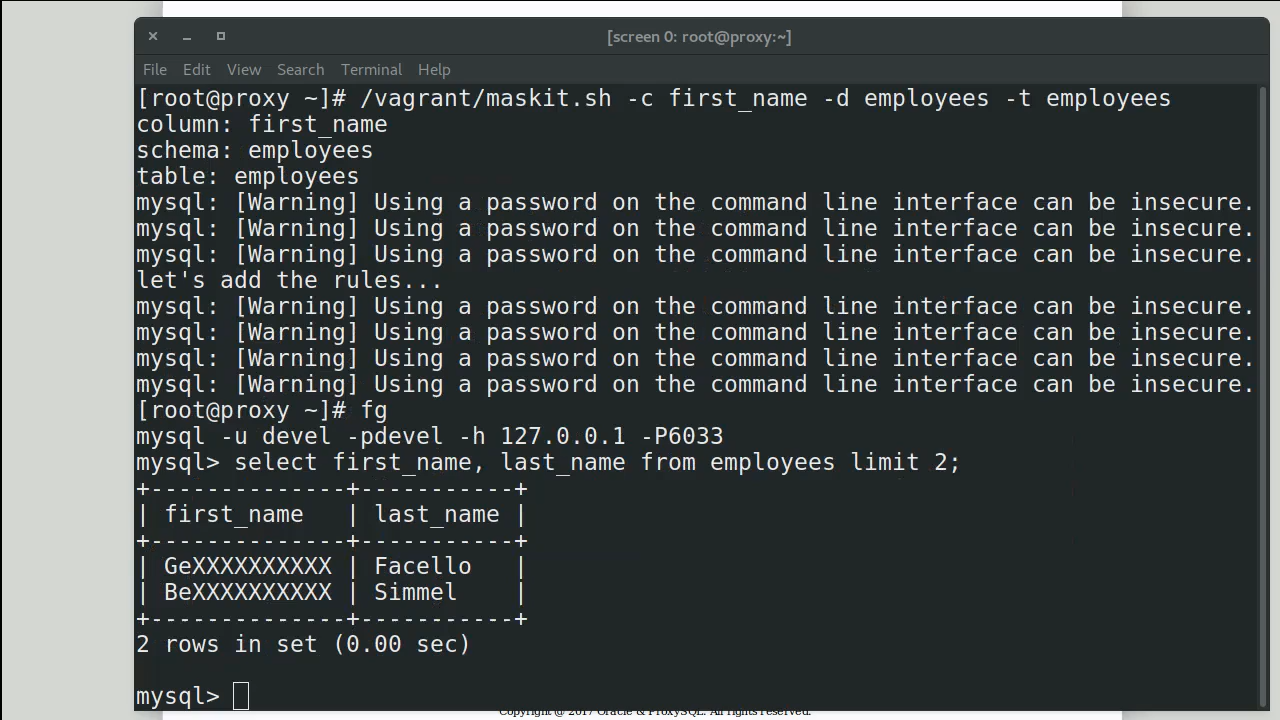 [screen 0: root@proxy:~]
File Edit View Search Terminal Help
[root@proxy ~]# /vagrant/maskit.sh -c first_name -d employees -t employees
column: first_name
schema: employees
table: employees
mysql: [Warning] Using a password on the command line interface can be insecure.
mysql: [Warning] Using a password on the command line interface can be insecure.
mysql: [Warning] Using a password on the command line interface can be insecure.
let's add the rules...
mysql: [Warning] Using a password on the command line interface can be insecure.
mysql: [Warning] Using a password on the command line interface can be insecure.
mysql: [Warning] Using a password on the command line interface can be insecure.
mysql: [Warning] Using a password on the command line interface can be insecure.
[root@proxy ~]# fg
mysql -u devel -pdevel -h 127.0.0.1 -P6033
mysql> select first_name, last_name from employees limit 2;
+--------------+-----------+
| first_name   | last_name |
+--------------+-----------+
| GeXXXXXXXXXX | Facello   |
| BeXXXXXXXXXX | Simmel    |
+--------------+-----------+
2 rows in set (0.00 sec)
mysql>
Copyright @ 2017 Oracle & ProxySQL. All rights reserved.